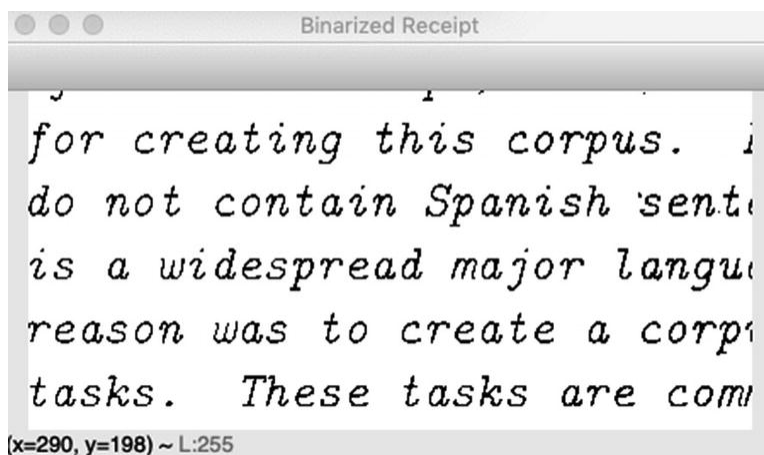 Binarized Receipt
for creating this corpus.
do not contain Spanish
is a widespread major
reason was to create a
tasks. These tasks are
(x=290, y=198) ~ L:255